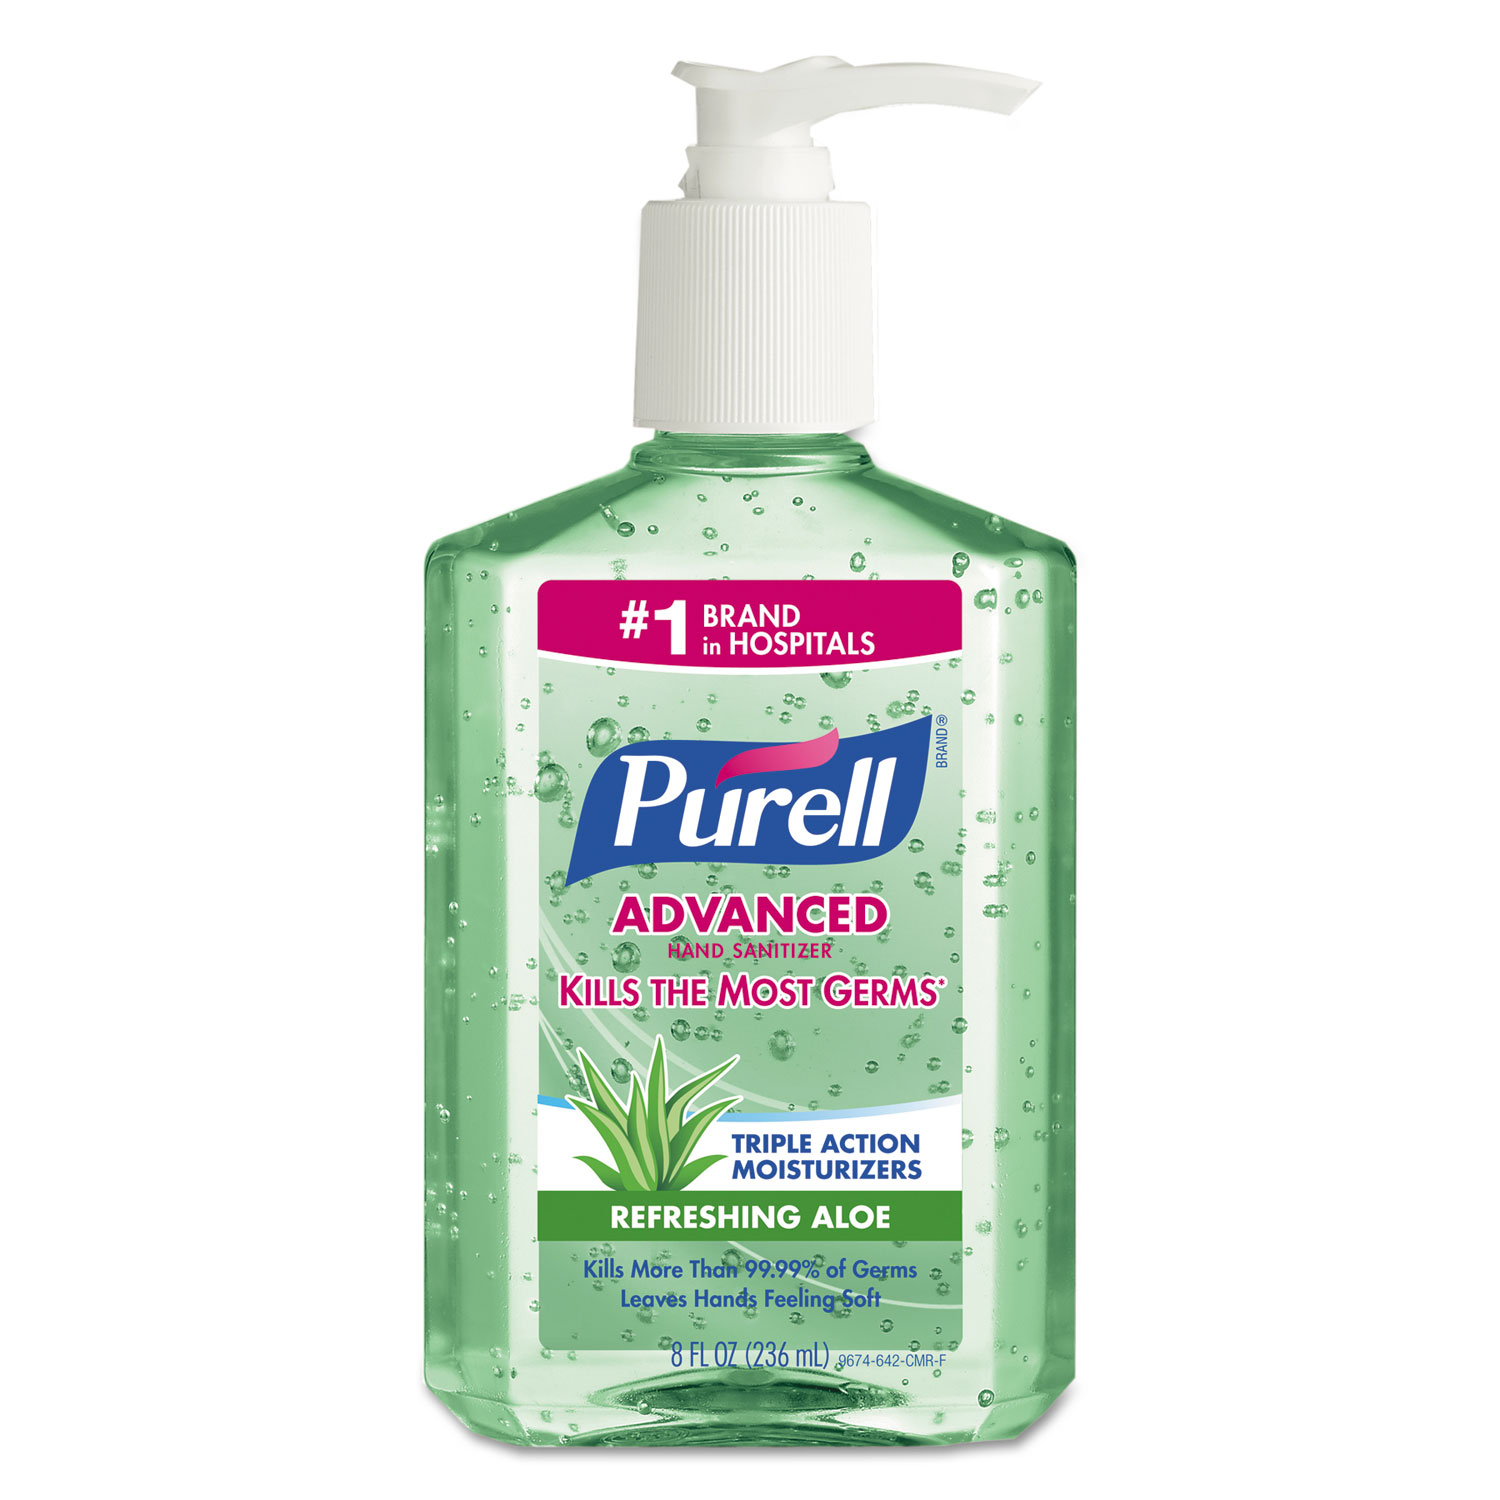 #1 BRAND
in HOSPITALS
Purell
BRAND®
ADVANCED
HAND SANITIZER
KILLS THE MOST GERMS*
TRIPLE ACTION
MOISTURIZERS
REFRESHING ALOE
Kills More Than 99.99% of Germs
Leaves Hands Feeling Soft
8 FL OZ (236 mL) 9674-642-CMR-F